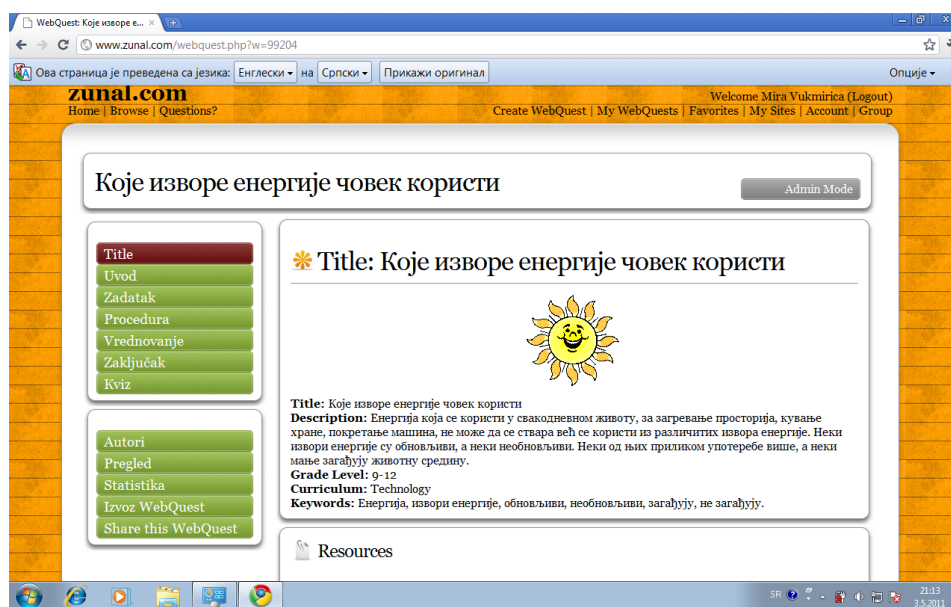 WebQuest: Које изворе е...
www.zunal.com/webquest.php?w=99204
Ова страница је преведена са језика: Енглески на Српски Прикажи оригинал Опције
zunal.com
Welcome Mira Vukmirica (Logout)
Home | Browse | Questions?
Create WebQuest | My WebQuests | Favorites | My Sites | Account | Group
Које изворе енергије човек користи
Admin Mode
Title
Uvod
Zadatak
Procedura
Vrednovanje
Zaključak
Kviz
Autori
Pregled
Statistika
Izvoz WebQuest
Share this WebQuest
Title: Које изворе енергије човек користи
Title: Које изворе енергије човек користи
Description: Енергија која се користи у свакодневном животу, за загревање просторија, кување
хране, покретање машина, не може да се ствара већ се користи из различитих извора енергије. Неки
извори енергије су обновљиви, а неки необновљиви. Неки од њих приликом употребе више, а неки
мање загађују животну средину.
Grade Level: 9-12
Curriculum: Technology
Keywords: Енергија, извори енергије, обновљиви, необновљиви, загађују, не загађују.
Resources
SR
21:13
3.5.2011